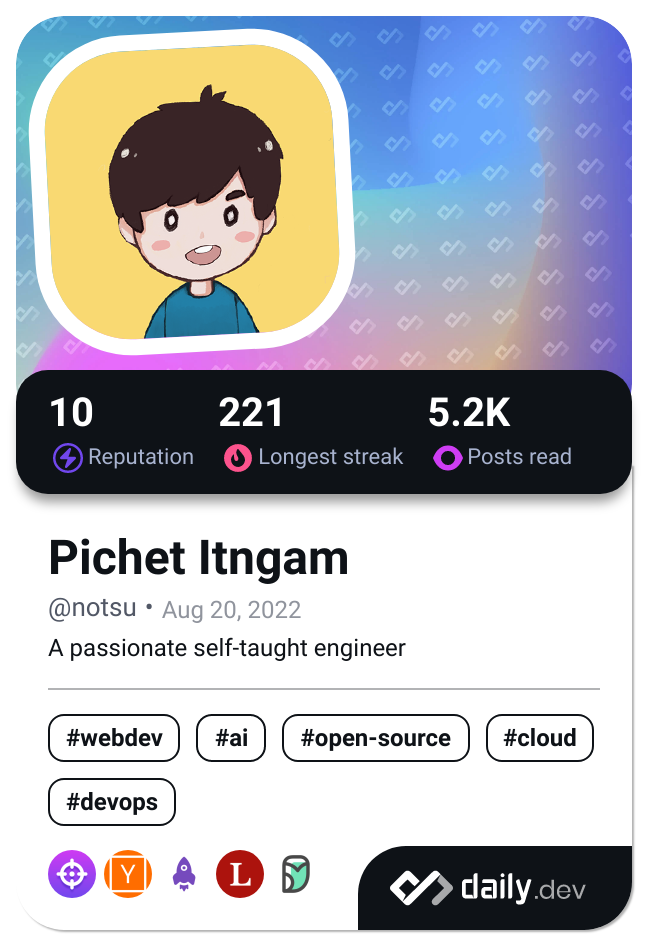 10 221 5.2K
Reputation Longest streak Posts read
Pichet Itngam
@notsu • Aug 20, 2022
A passionate self-taught engineer
#webdev #ai #open-source #cloud
#devops
Y L daily.dev